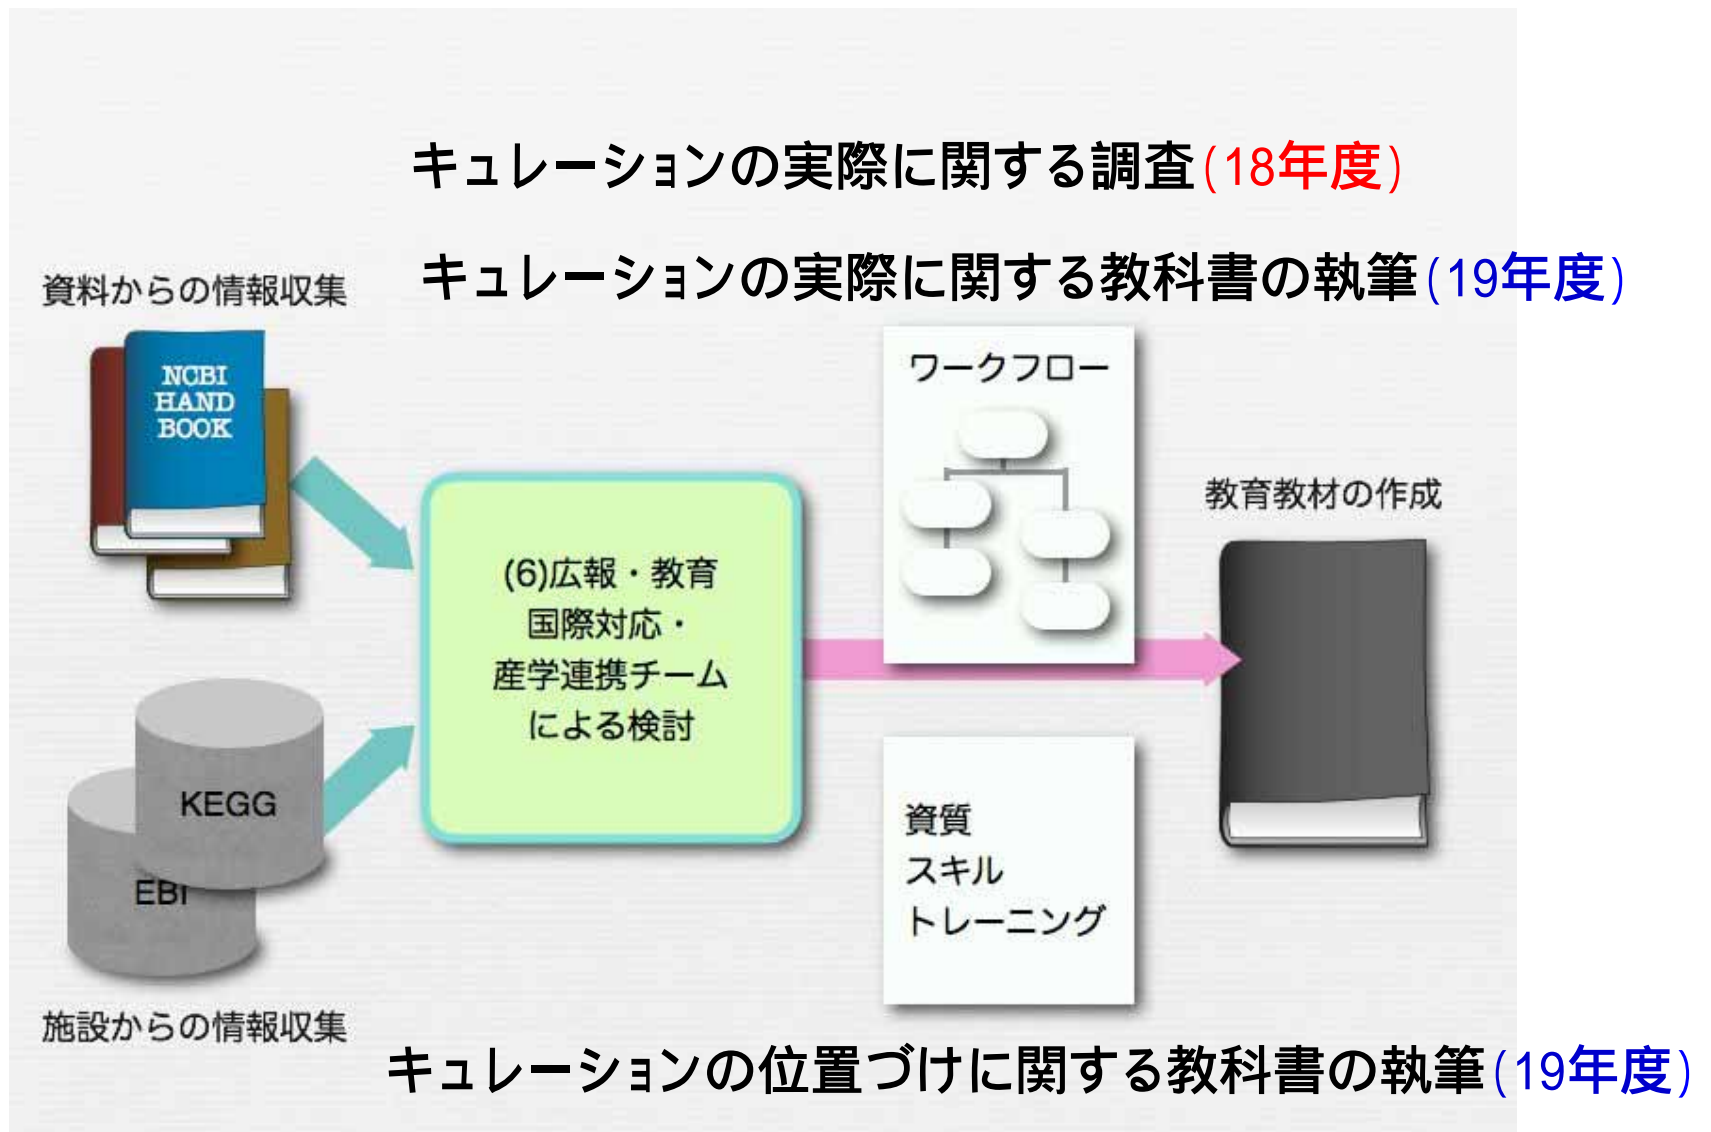 キュレーションの実際に関する調査(18年度)
キュレーションの実際に関する教科書の執筆(19年度)
資料からの情報収集
NCBI
HAND
BOOK
ワークフロー
教育教材の作成
(6)広報・教育
国際対応・
産学連携チーム
による検討
KEGG
EBI
資質
スキル
トレーニング
施設からの情報収集
キュレーションの位置づけに関する教科書の執筆(19年度)